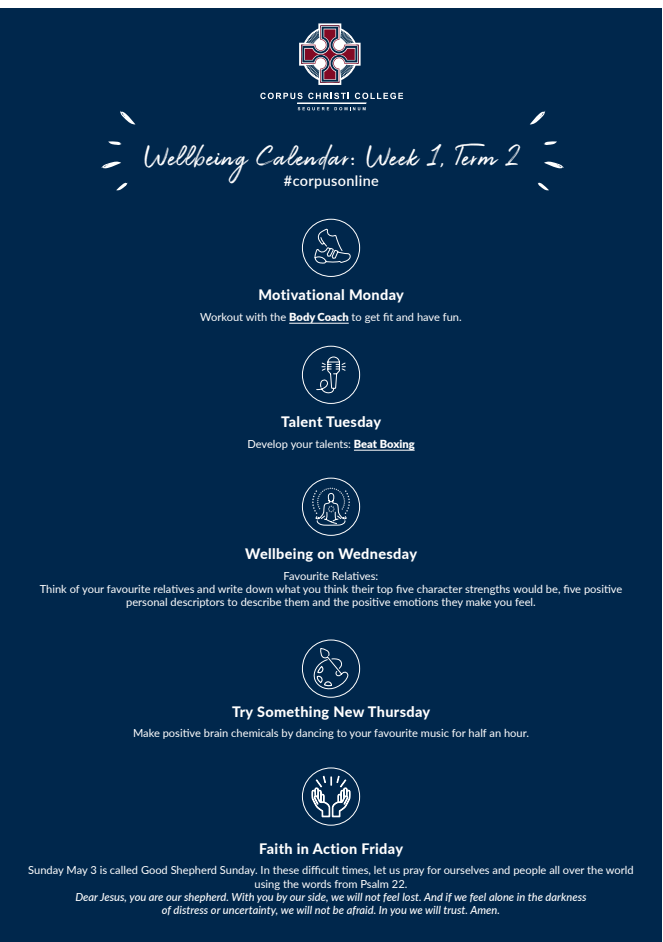 CORPUS CHRISTI COLLEGE
SEQUERE DOMINUM
Wellbeing Calendar: Week 1, Term 2
#corpusonline
Motivational Monday
Workout with the Body Coach to get fit and have fun.
Talent Tuesday
Develop your talents: Beat Boxing
Wellbeing on Wednesday
Favourite Relatives:
Think of your favourite relatives and write down what you think their top five character strengths would be, five positive
personal descriptors to describe them and the positive emotions they make you feel.
Try Something New Thursday
Make positive brain chemicals by dancing to your favourite music for half an hour.
Faith in Action Friday
Sunday May 3 is called Good Shepherd Sunday. In these difficult times, let us pray for ourselves and people all over the world
using the words from Psalm 22.
Dear Jesus, you are our shepherd. With you by our side, we will not feel lost. And if we feel alone in the darkness
of distress or uncertainty, we will not be afraid. In you we will trust. Amen.